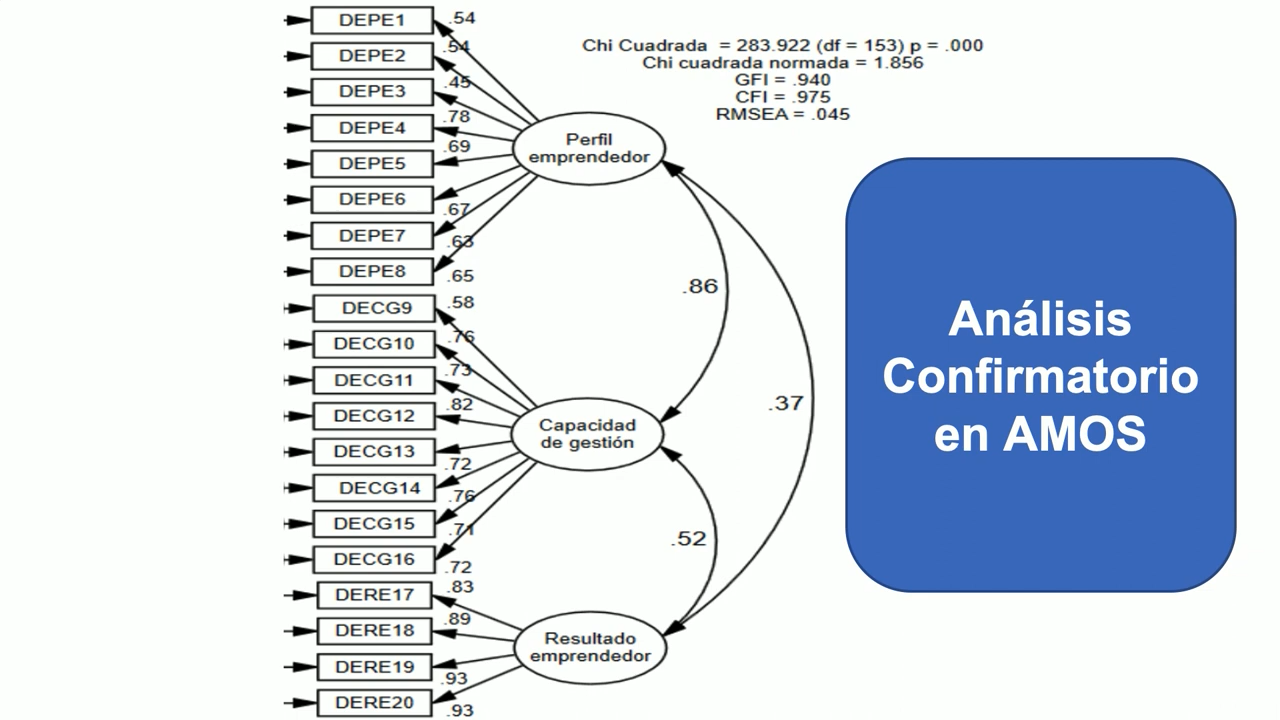 DEPE1
.54
DEPE2
.54
DEPE3
.45
DEPE4
.78
DEPE5
.69
DEPE6
.67
DEPE7
.63
DEPE8
.65
DECG9
.58
DECG10
.76
DECG11
.73
DECG12
.82
DECG13
.72
DECG14
.76
DECG15
.71
DECG16
.72
DERE17
.83
DERE18
.89
DERE19
.93
DERE20
.93
Perfil
emprendedor
Capacidad
de gestión
Resultado
emprendedor
.86
.37
.52
Chi Cuadrada = 283.922 (df = 153) p = .000
Chi cuadrada normada = 1.856
GFI = .940
CFI = .975
RMSEA = .045
Análisis
Confirmatorio
en AMOS